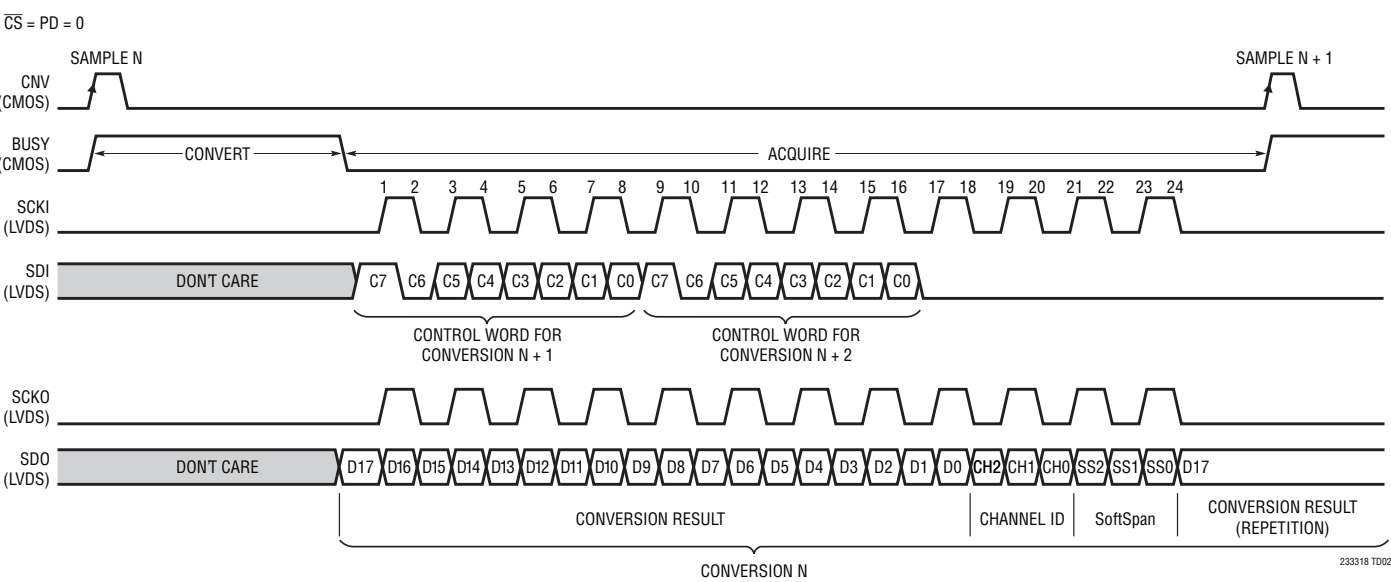 CS = PD = 0
SAMPLE N
SAMPLE N + 1
CNV
(CMOS)
BUSY
(CMOS)
CONVERT
ACQUIRE
1 2 3 4 5 6 7 8 9 10 11 12 13 14 15 16 17 18 19 20 21 22 23 24
SCKI
(LVDS)
SDI
(LVDS)
DON'T CARE
C7 C6 C5 C4 C3 C2 C1 C0 C7 C6 C5 C4 C3 C2 C1 C0
CONTROL WORD FOR
CONVERSION N + 1
CONTROL WORD FOR
CONVERSION N + 2
SCKO
(LVDS)
SDO
(LVDS)
DON'T CARE
D17 D16 D15 D14 D13 D12 D11 D10 D9 D8 D7 D6 D5 D4 D3 D2 D1 D0 CH2 CH1 CH0 SS2 SS1 SS0 D17
CONVERSION RESULT
CHANNEL ID
SoftSpan
CONVERSION RESULT
(REPETITION)
CONVERSION N
233318 TD02